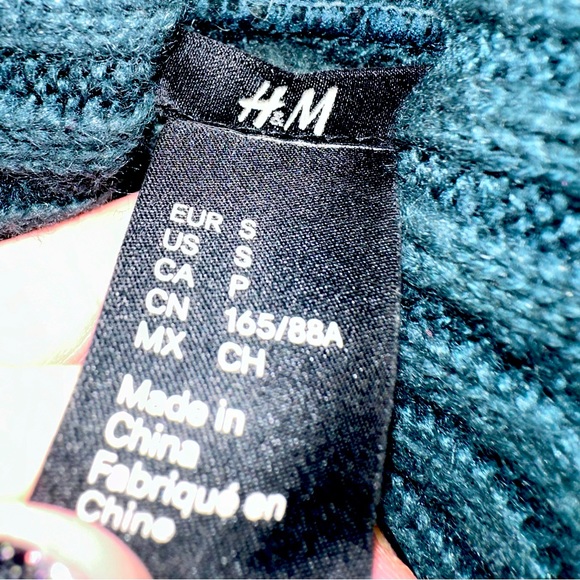 H&M
EUR S
US S
CA P
CN 165/88A
MX CH
Made in
China
Fabriqué en
Chine